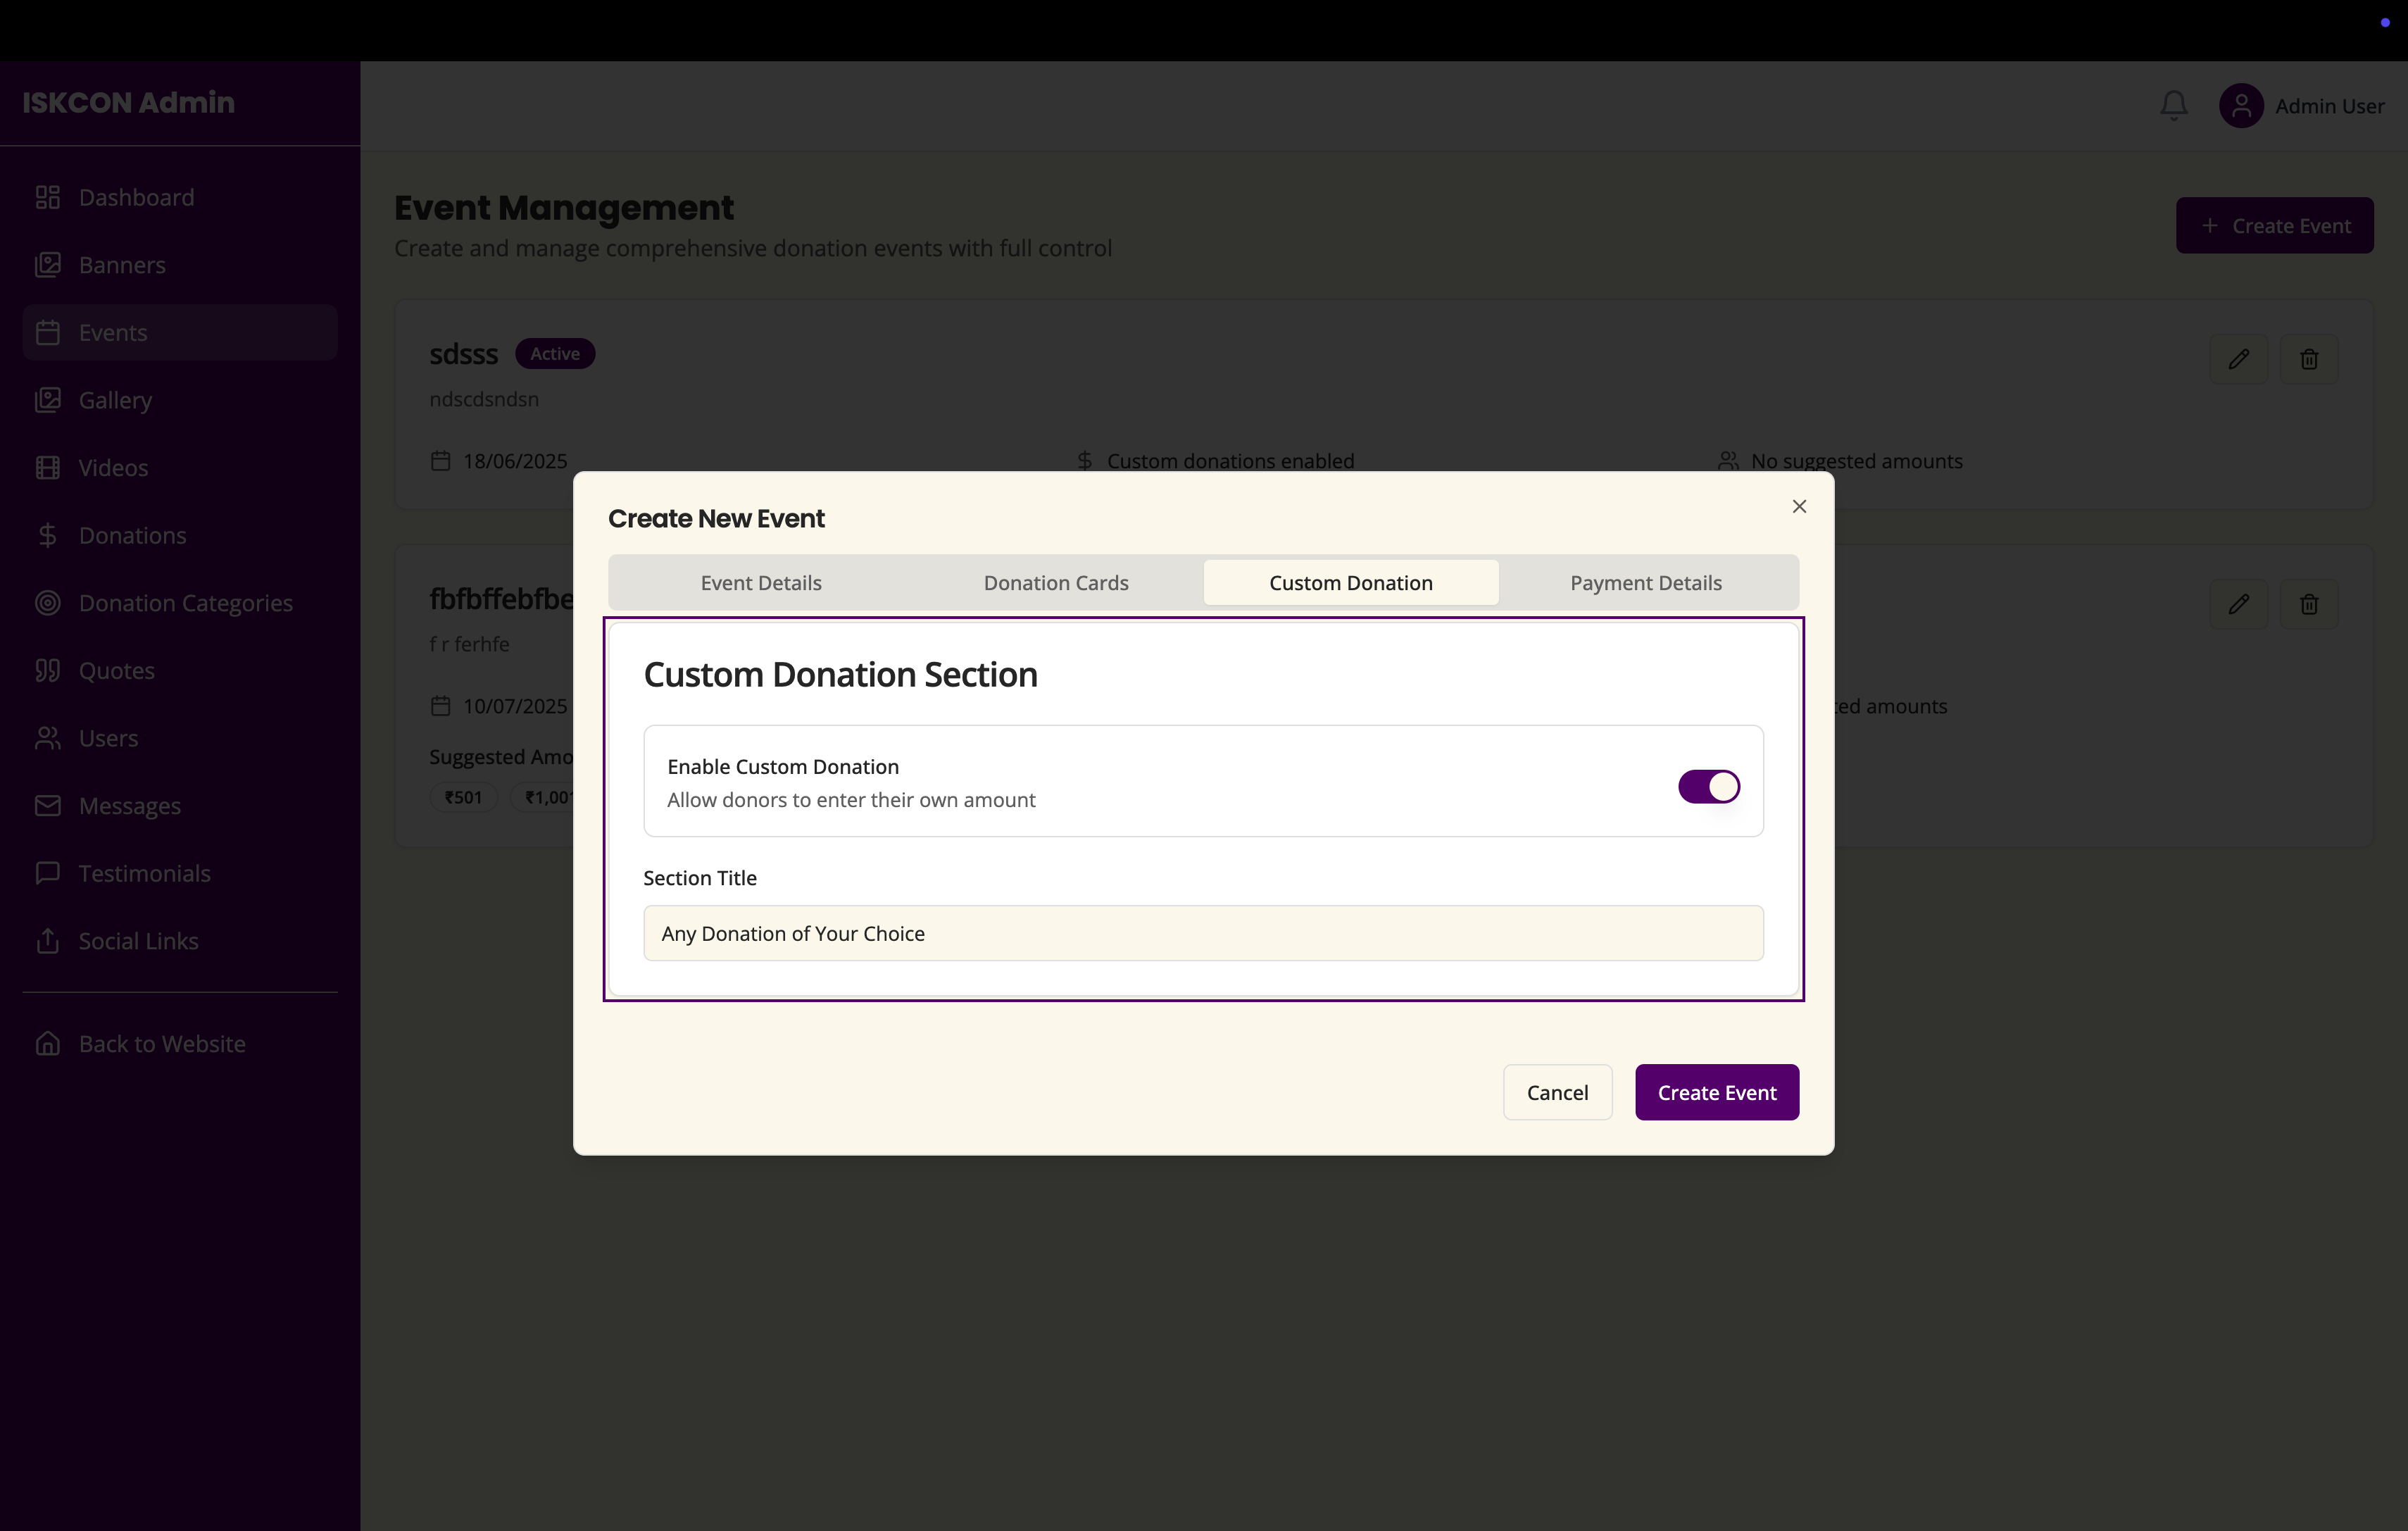 ISKCON Admin
Admin User
Dashboard
Banners
Events
Gallery
Videos
Donations
Donation Categories
Quotes
Users
Messages
Testimonials
Social Links
Back to Website
Event Management
Create and manage comprehensive donation events with full control
Create Event
sdsss
Active
ndscdsndsn
18/06/2025
Custom donations enabled
No suggested amounts
fbfbffebfbe
f r ferhfe
10/07/2025
amounts
Suggested
₹501
Create New Event
Event Details
Donation Cards
Custom Donation
Payment Details
Custom Donation Section
Enable Custom Donation
Allow donors to enter their own amount
Section Title
Any Donation of Your Choice
Cancel
Create Event